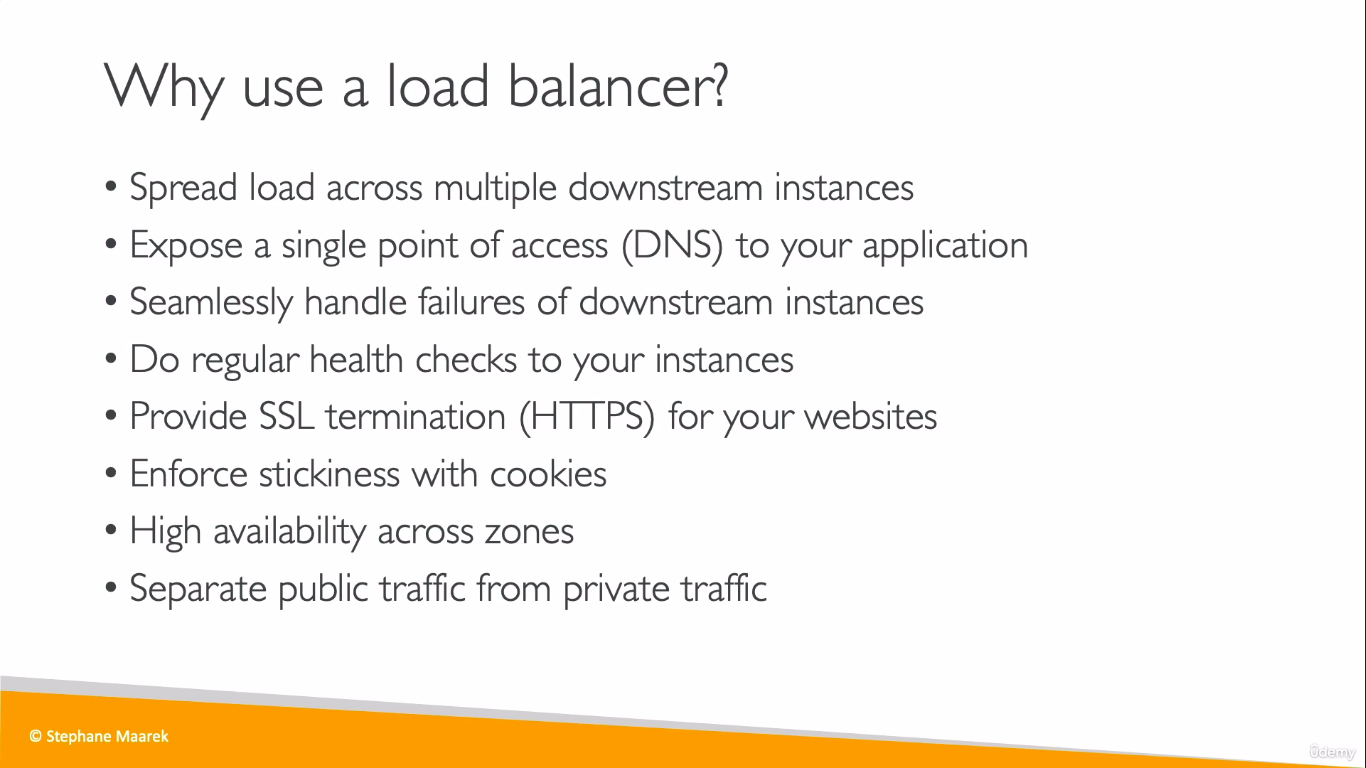 Why use a load balancer?
• Spread load across multiple downstream instances
• Expose a single point of access (DNS) to your application
• Seamlessly handle failures of downstream instances
• Do regular health checks to your instances
• Provide SSL termination (HTTPS) for your websites
• Enforce stickiness with cookies
• High availability across zones
• Separate public traffic from private traffic
© Stephane Maarek
ûdemy